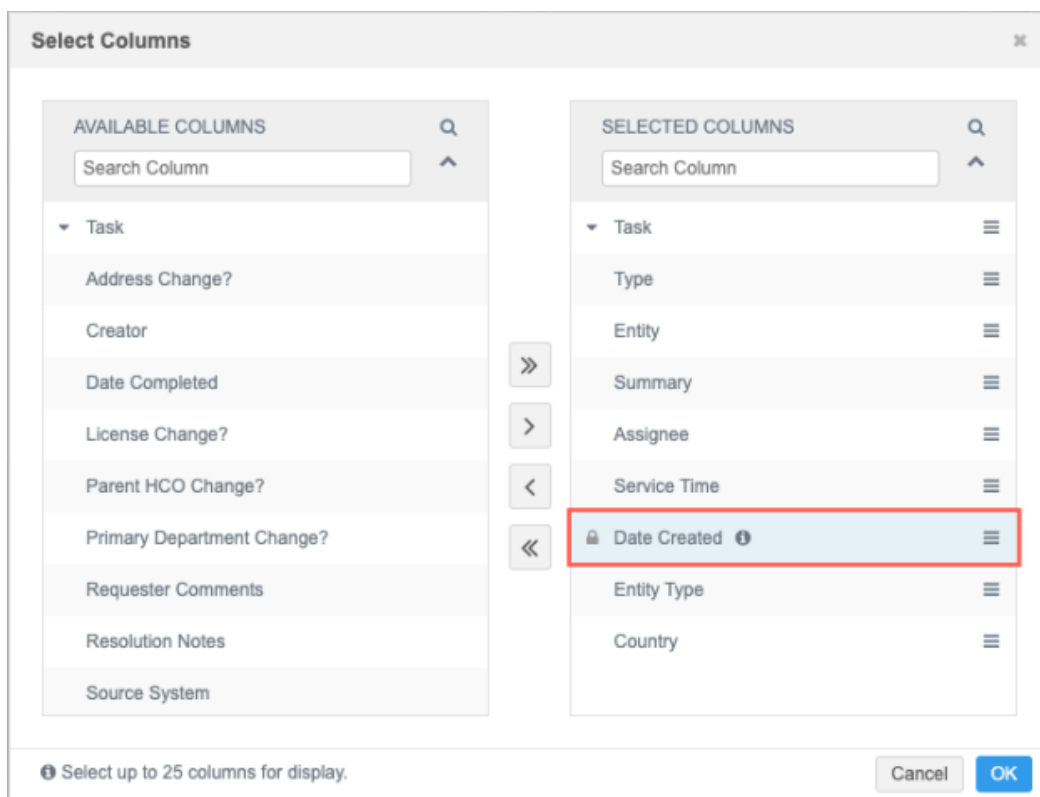 Select Columns
AVAILABLE COLUMNS
Search Column
Task
Address Change?
Creator
Date Completed
License Change?
Parent HCO Change?
Primary Department Change?
Requester Comments
Resolution Notes
Source System
SELECTED COLUMNS
Search Column
Task
Type
Entity
Summary
Assignee
Service Time
Date Created
Entity Type
Country
Select up to 25 columns for display.
Cancel
OK